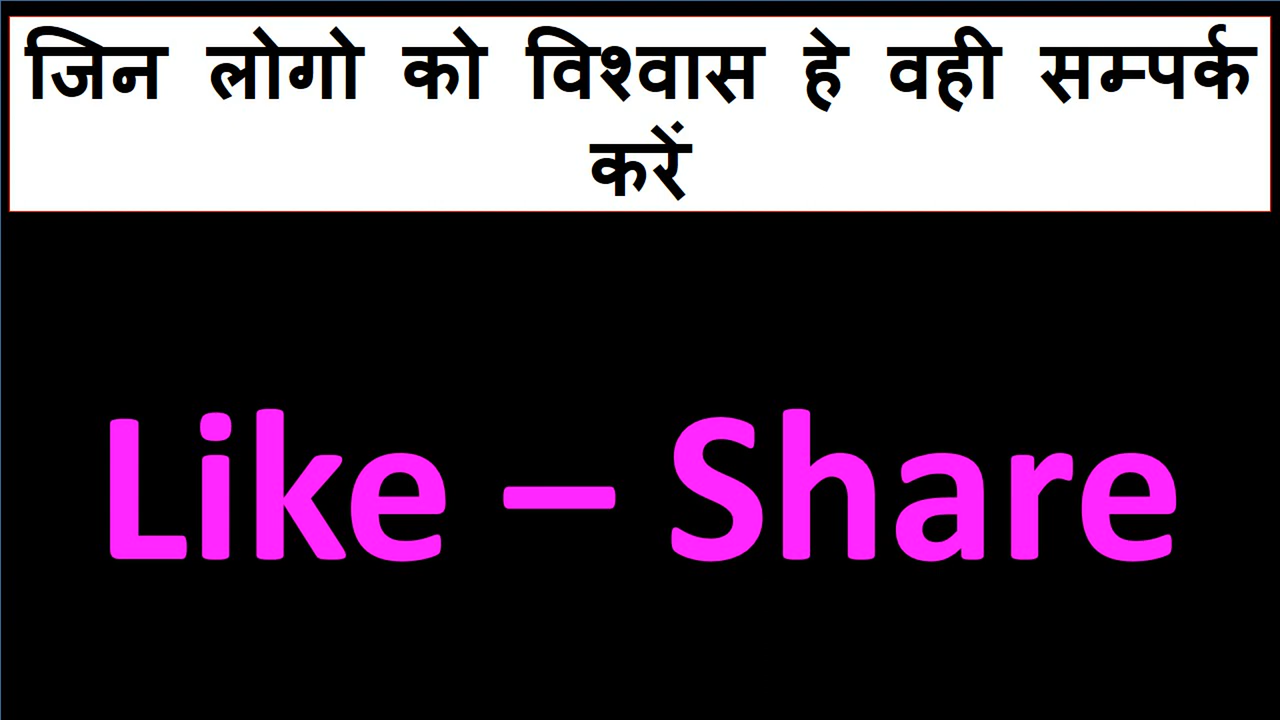 जिन लोगो को विश्वास हे वही सम्पर्क
करें
Like – Share